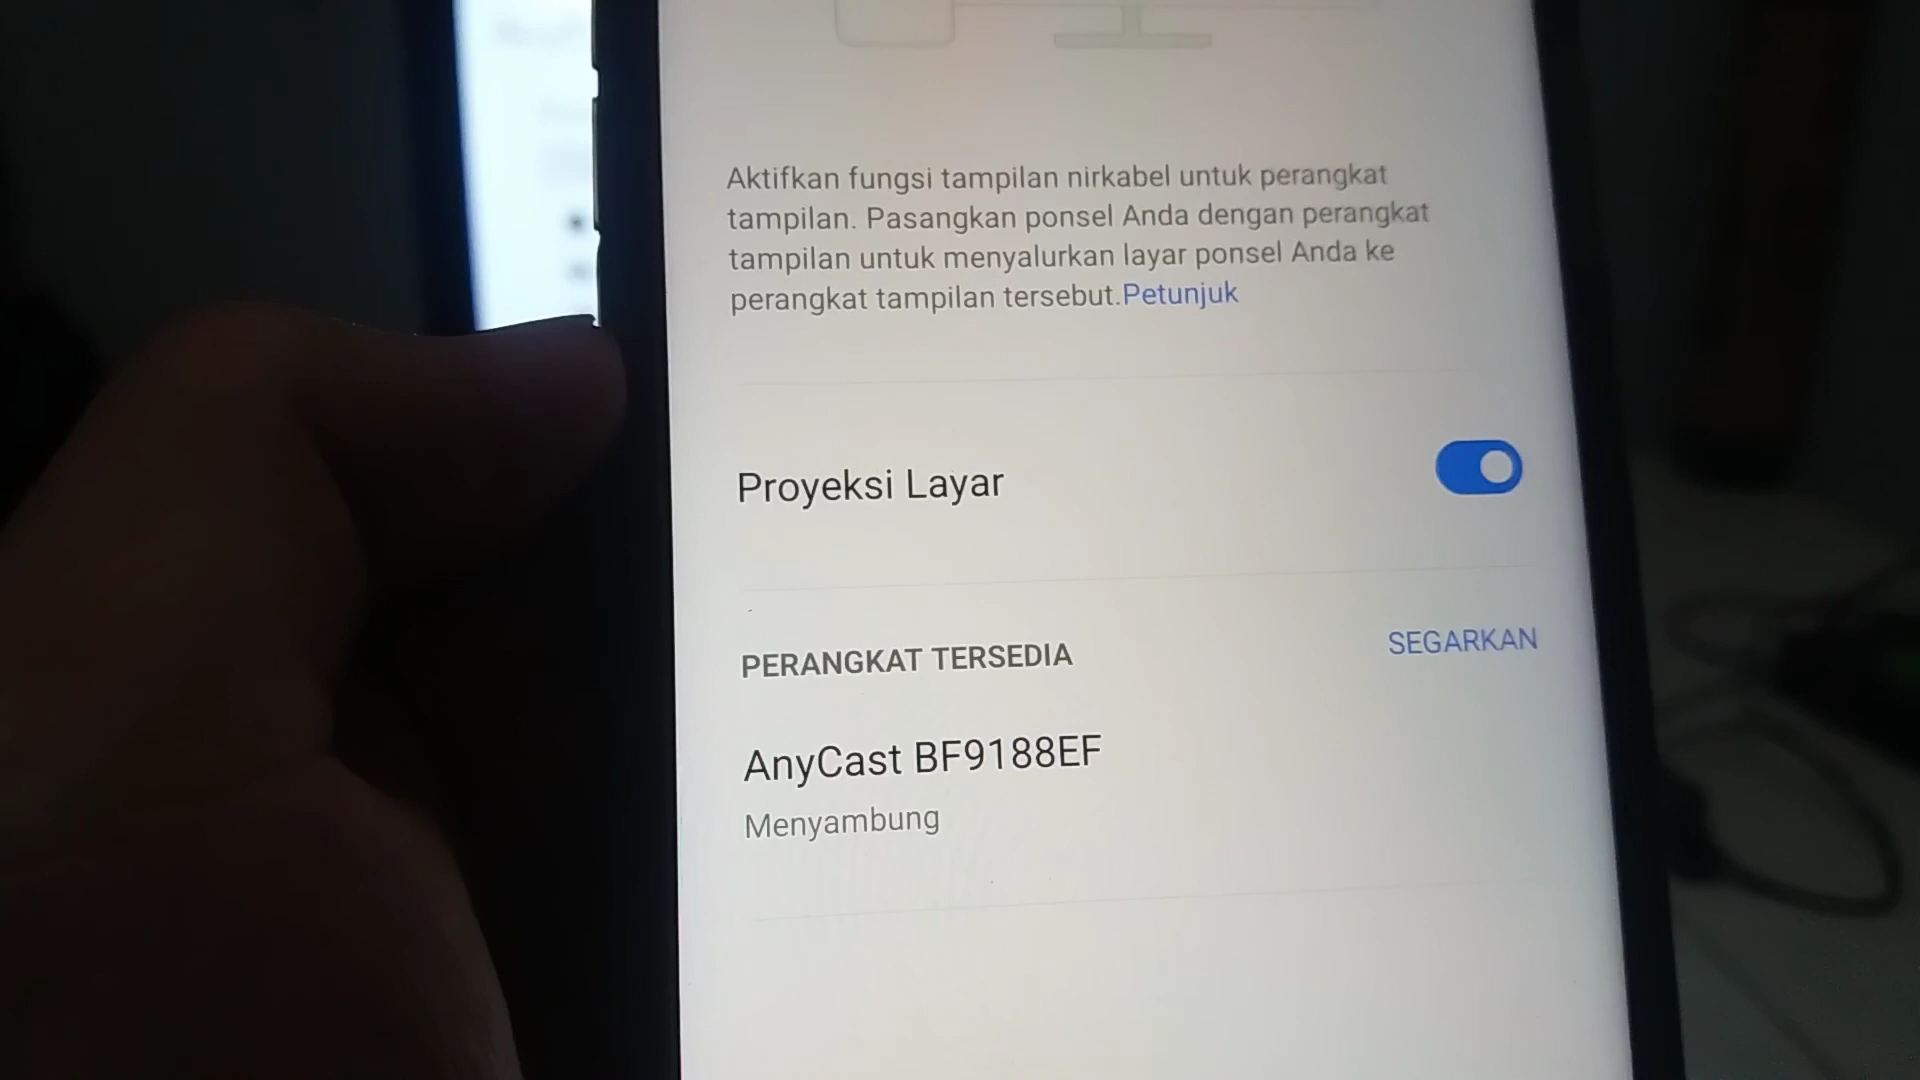 Aktifkan fungsi tampilan nirkabel untuk perangkat
tampilan. Pasangkan ponsel Anda dengan perangkat
tampilan untuk menyalurkan layar ponsel Anda ke
perangkat tampilan tersebut.Petunjuk
Proyeksi Layar
PERANGKAT TERSEDIA
SEGARKAN
AnyCast BF9188EF
Menyambung